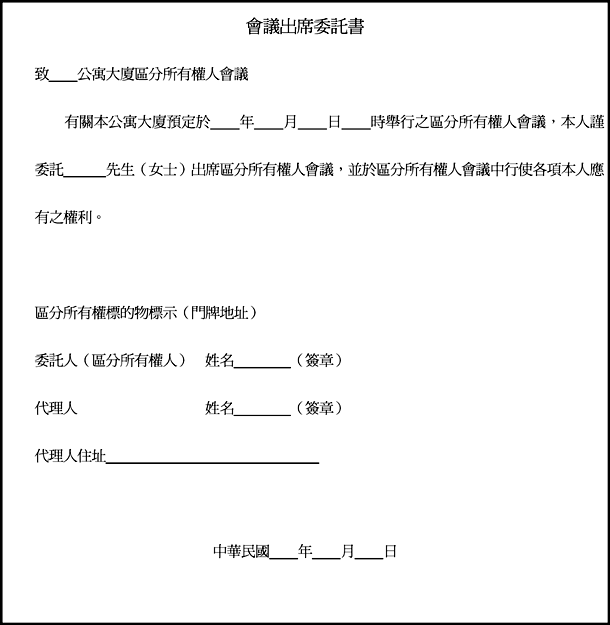 會議出席委託書
致____公寓大廈區分所有權人會議
有關本公寓大廈預定於____年____月____日____時舉行之區分所有權人會議，本人謹
委託______先生（女士）出席區分所有權人會議，並於區分所有權人會議中行使各項本人應
有之權利。
區分所有權標的物標示（門牌地址）
委託人（區分所有權人） 姓名________（簽章）
代理人 姓名________（簽章）
代理人住址______________________________
中華民國____年____月____日